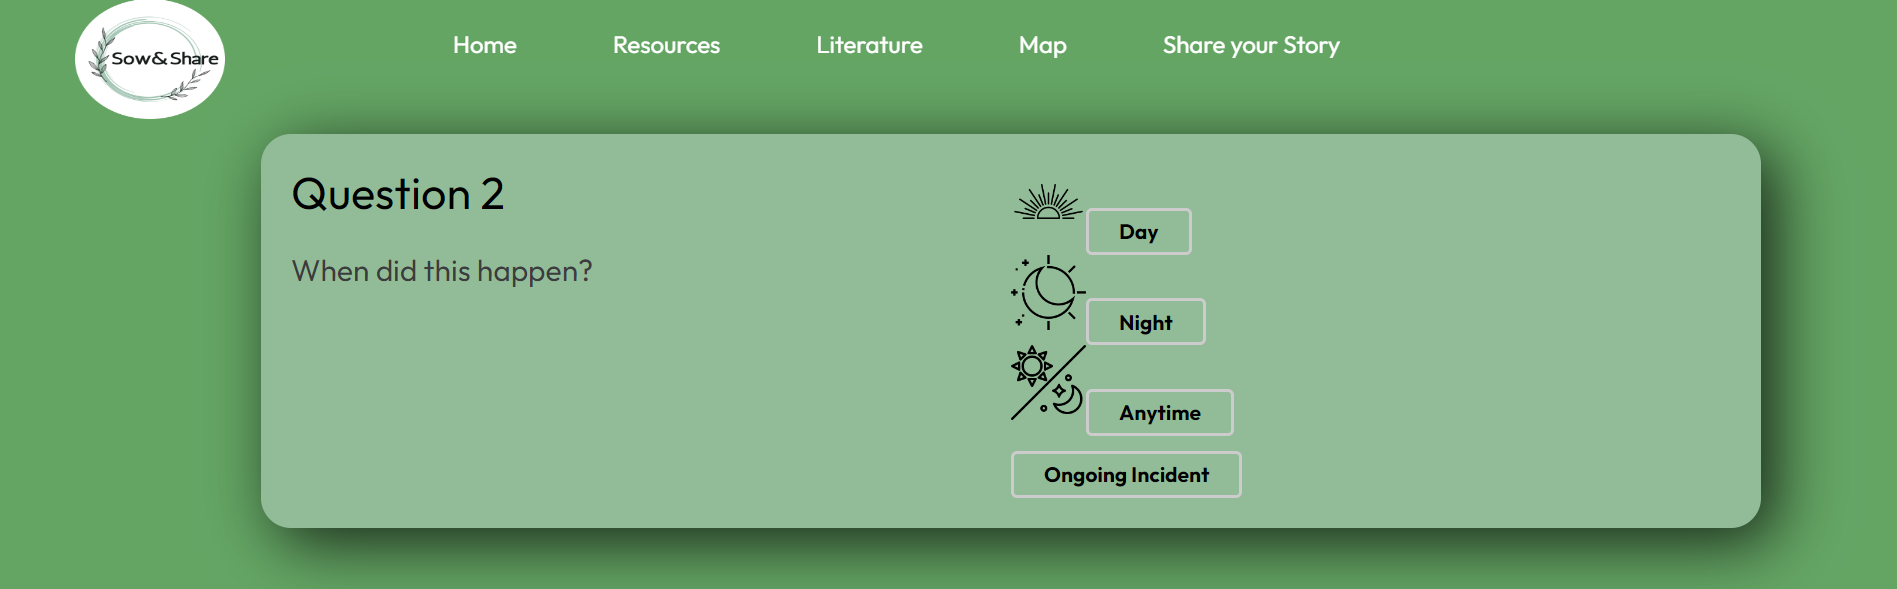 Sow & Share
Home
Resources
Literature
Map
Share your Story
Question 2
When did this happen?
Day
Night
Anytime
Ongoing Incident